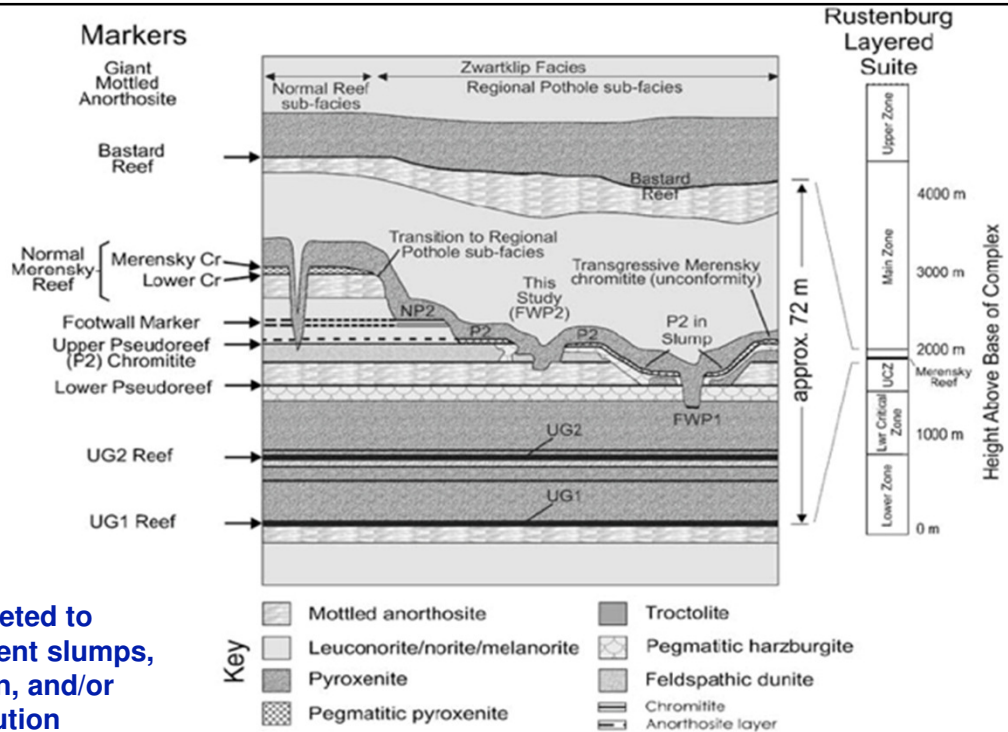 Markers
Giant
Mottled
Anorthosite
Bastard
Reef
Normal
Merensky
Reef
Merensky Cr
Lower Cr
Footwall Marker
Upper Pseudoreef
(P2) Chromitite
Lower Pseudoreef
UG2 Reef
UG1 Reef
Zwartklip Facies
Normal Reef
sub-facies
Regional Pothole sub-facies
Bastard
Reef
Transition to Regional
Pothole sub-facies
This
Study
(FWP2)
Transgressive Merensky
chromitite (unconformity)
NP2
P2
P2
P2 in
Slump
FWP1
UG2
UG1
approx. 72 m
Rustenburg
Layered
Suite
Upper Zone
Main Zone
UCZ
Lwr Critical
Zone
Lower Zone
4000 m
3000 m
2000 m
Merensky
Reef
1000 m
0 m
Height Above Base of Complex
eted to
ent slumps,
n, and/or
ution
Key
Mottled anorthosite
Leuconorite/norite/melanorite
Pyroxenite
Pegmatitic pyroxenite
Troctolite
Pegmatitic harzburgite
Feldspathic dunite
Chromitite
Anorthosite layer